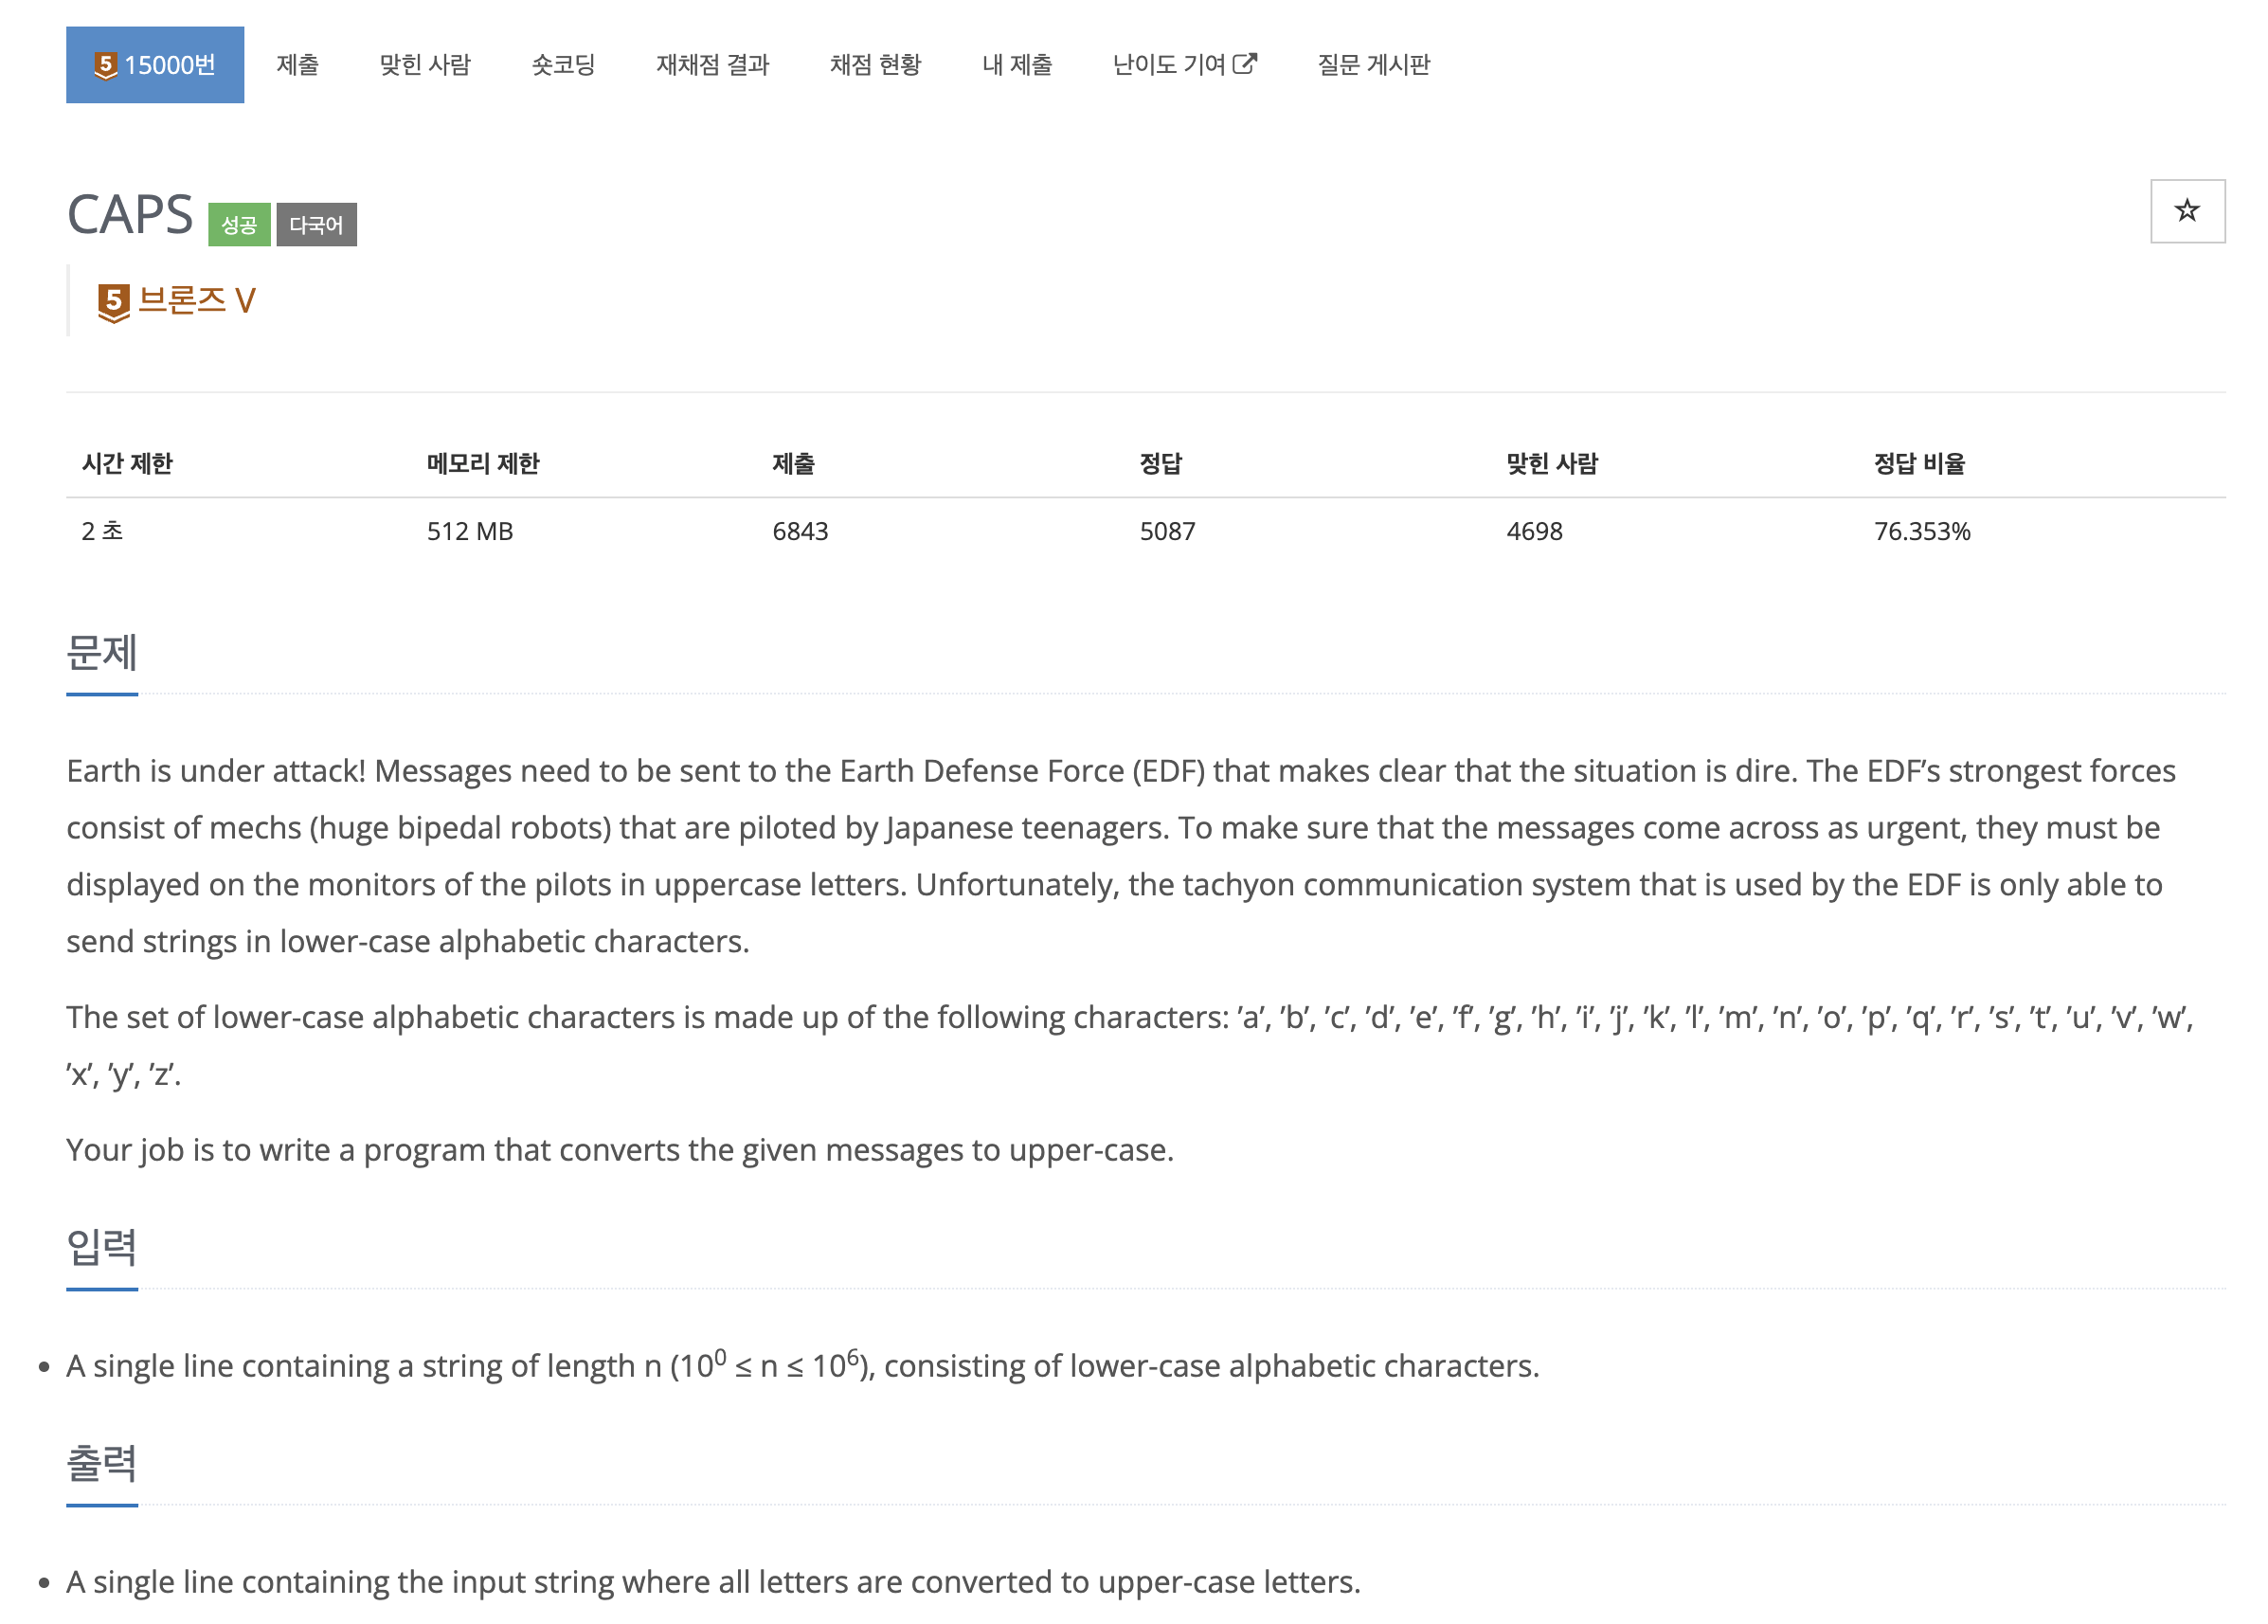 5 15000번 제출 맞힌 사람 숏코딩 재채점 결과 채점 현황 내 제출 난이도 기여 질문 게시판
CAPS 성공 다국어
5 브론즈 V
시간 제한 메모리 제한 제출 정답 맞힌 사람 정답 비율
2 초 512 MB 6843 5087 4698 76.353%
문제
Earth is under attack! Messages need to be sent to the Earth Defense Force (EDF) that makes clear that the situation is dire. The EDF’s strongest forces
consist of mechs (huge bipedal robots) that are piloted by Japanese teenagers. To make sure that the messages come across as urgent, they must be
displayed on the monitors of the pilots in uppercase letters. Unfortunately, the tachyon communication system that is used by the EDF is only able to
send strings in lower-case alphabetic characters.
The set of lower-case alphabetic characters is made up of the following characters: ’a’, ’b’, ’c’, ’d’, ’e’, ’f’, ’g’, ’h’, ’i’, ’j’, ’k’, ’l’, ’m’, ’n’, ’o’, ’p’, ’q’, ’r’, ’s’, ’t’, ’u’, ’v’, ’w’,
’x’, ’y’, ’z’.
Your job is to write a program that converts the given messages to upper-case.
입력
• A single line containing a string of length n (10⁰ ≤ n ≤ 10⁶), consisting of lower-case alphabetic characters.
출력
• A single line containing the input string where all letters are converted to upper-case letters.